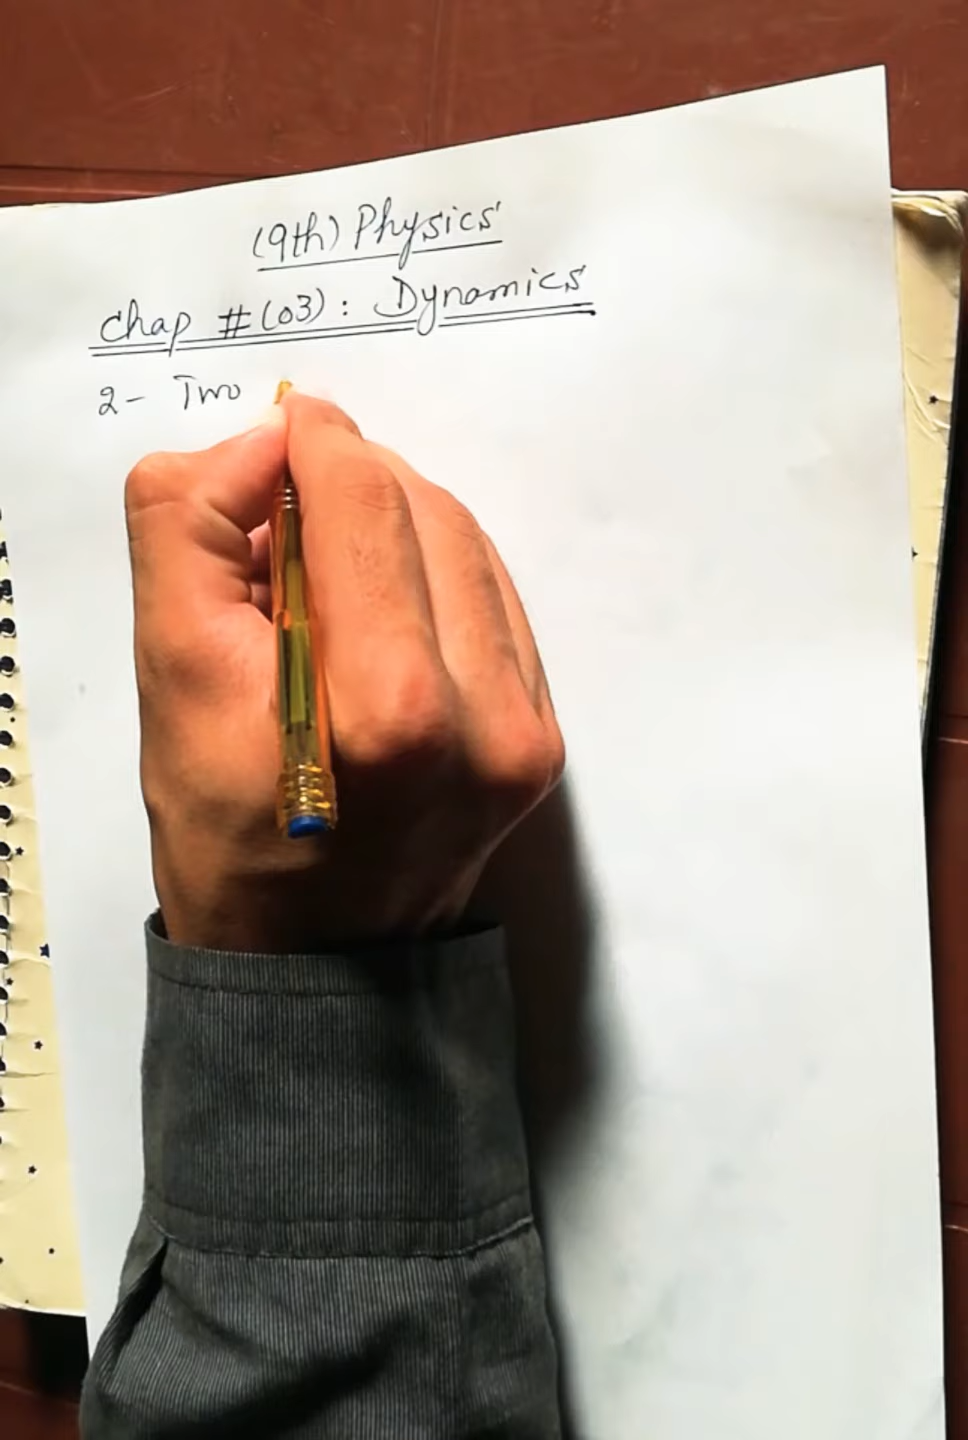 (9th) Physics
Chap #(03): Dynamics
2- Two